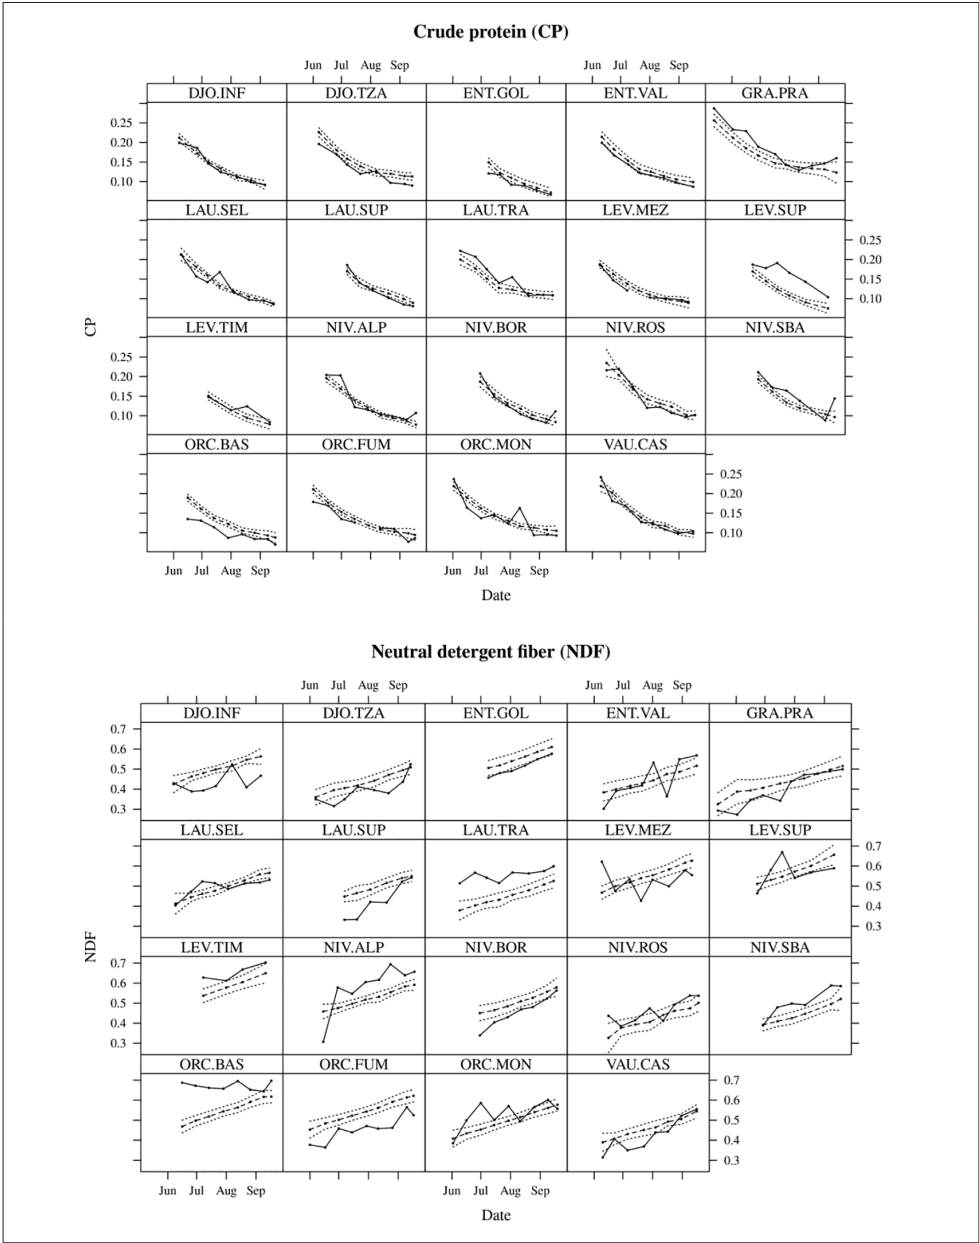 Crude protein (CP)
Jun Jul Aug Sep Jun Jul Aug Sep
DJO.INF DJO.TZA ENT.GOL ENT.VAL GRA.PRA
0.25
0.20
0.15
0.10
LAU.SEL LAU.SUP LAU.TRA LEV.MEZ LEV.SUP
0.25
0.20
0.15
0.10
CP
LEV.TIM NIV.ALP NIV.BOR NIV.ROS NIV.SBA
0.25
0.20
0.15
0.10
ORC.BAS ORC.FUM ORC.MON VAU.CAS
0.25
0.20
0.15
0.10
Jun Jul Aug Sep Jun Jul Aug Sep
Date
Neutral detergent fiber (NDF)
Jun Jul Aug Sep Jun Jul Aug Sep
DJO.INF DJO.TZA ENT.GOL ENT.VAL GRA.PRA
0.7
0.6
0.5
0.4
0.3
LAU.SEL LAU.SUP LAU.TRA LEV.MEZ LEV.SUP
0.7
0.6
0.5
0.4
0.3
NDF
LEV.TIM NIV.ALP NIV.BOR NIV.ROS NIV.SBA
0.7
0.6
0.5
0.4
0.3
ORC.BAS ORC.FUM ORC.MON VAU.CAS
0.7
0.6
0.5
0.4
0.3
Jun Jul Aug Sep Jun Jul Aug Sep
Date